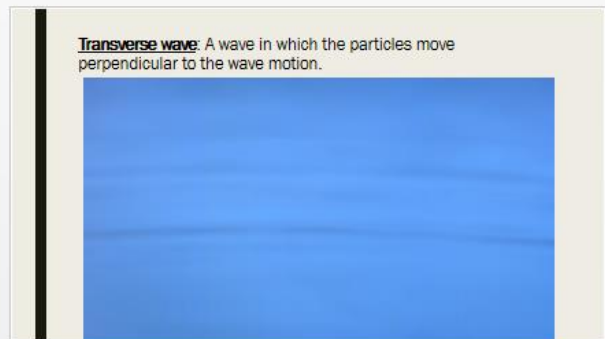 Transverse wave: A wave in which the particles move
perpendicular to the wave motion.